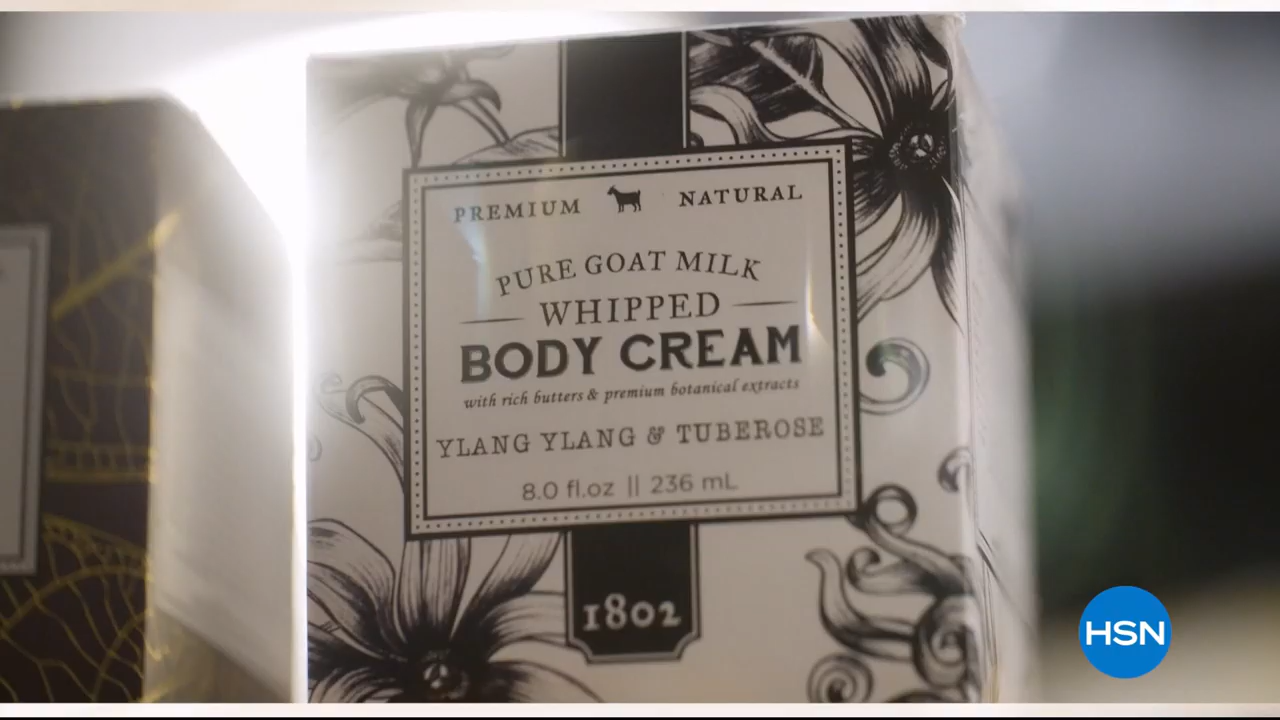 PREMIUM NATURAL
PURE GOAT MILK
WHIPPED
BODY CREAM
with rich butters & premium botanical extracts
YLANG YLANG & TUBEROSE
8.0 fl.oz || 236 mL
1802
HSN